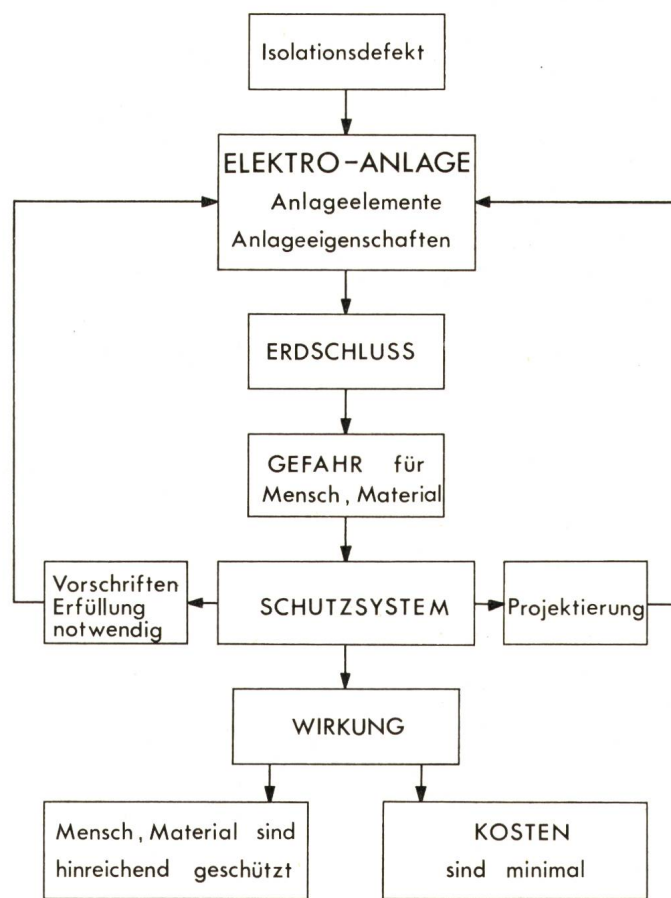 Isolationsdefekt
ELEKTRO-ANLAGE
Anlageelemente
Anlageeigenschaften
ERDSCHLUSS
GEFAHR für
Mensch, Material
Vorschriften
Erfüllung
notwendig
SCHUTZSYSTEM
Projektierung
WIRKUNG
Mensch, Material sind
hinreichend geschützt
KOSTEN
sind minimal